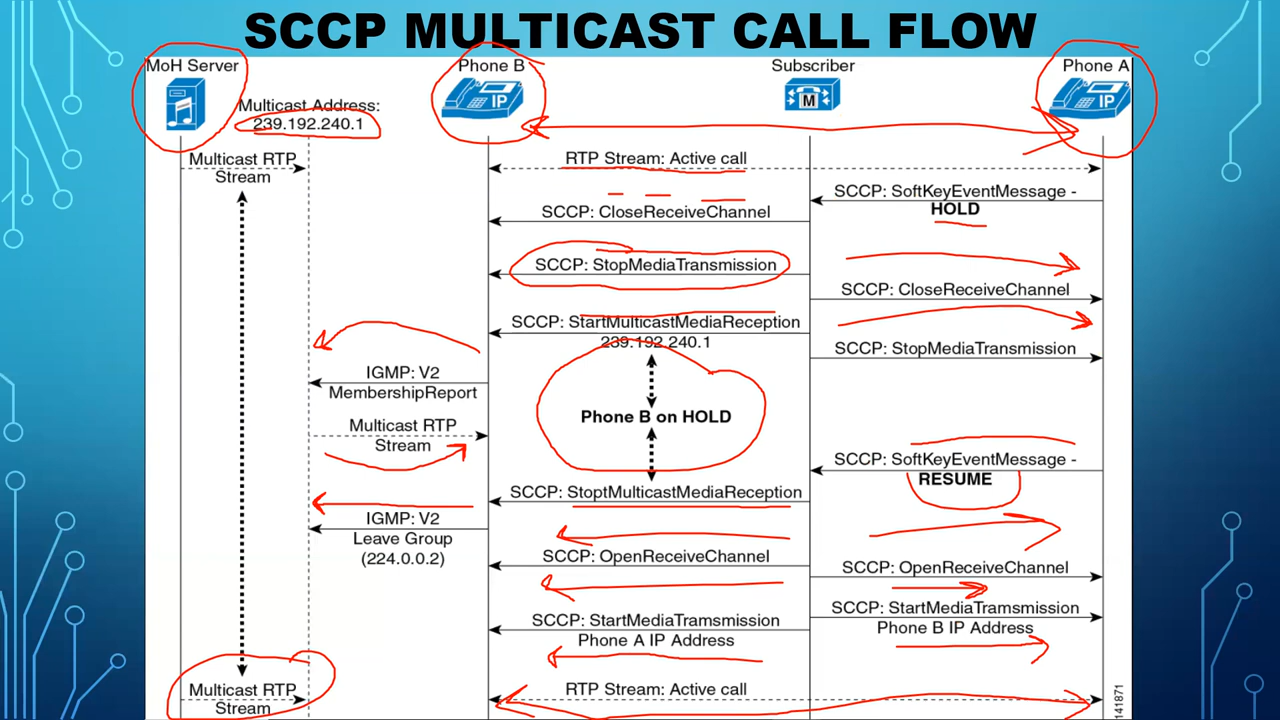 SCCP MULTICAST CALL FLOW
MoH Server
Phone B
Subscriber
Phone A
IP
M
IP
Multicast Address:
239.192.240.1
Multicast RTP
Stream
RTP Stream: Active call
SCCP: SoftKeyEventMessage -
HOLD
SCCP: CloseReceiveChannel
SCCP: StopMediaTransmission
SCCP: CloseReceiveChannel
SCCP: StartMulticastMediaReception
239.192.240.1
SCCP: StopMediaTransmission
IGMP: V2
MembershipReport
Phone B on HOLD
Multicast RTP
Stream
SCCP: SoftKeyEventMessage -
RESUME
SCCP: StoptMulticastMediaReception
IGMP: V2
Leave Group
(224.0.0.2)
SCCP: OpenReceiveChannel
SCCP: OpenReceiveChannel
SCCP: StartMediaTramsmission
Phone B IP Address
SCCP: StartMediaTramsmission
Phone A IP Address
Multicast RTP
Stream
RTP Stream: Active call
141871